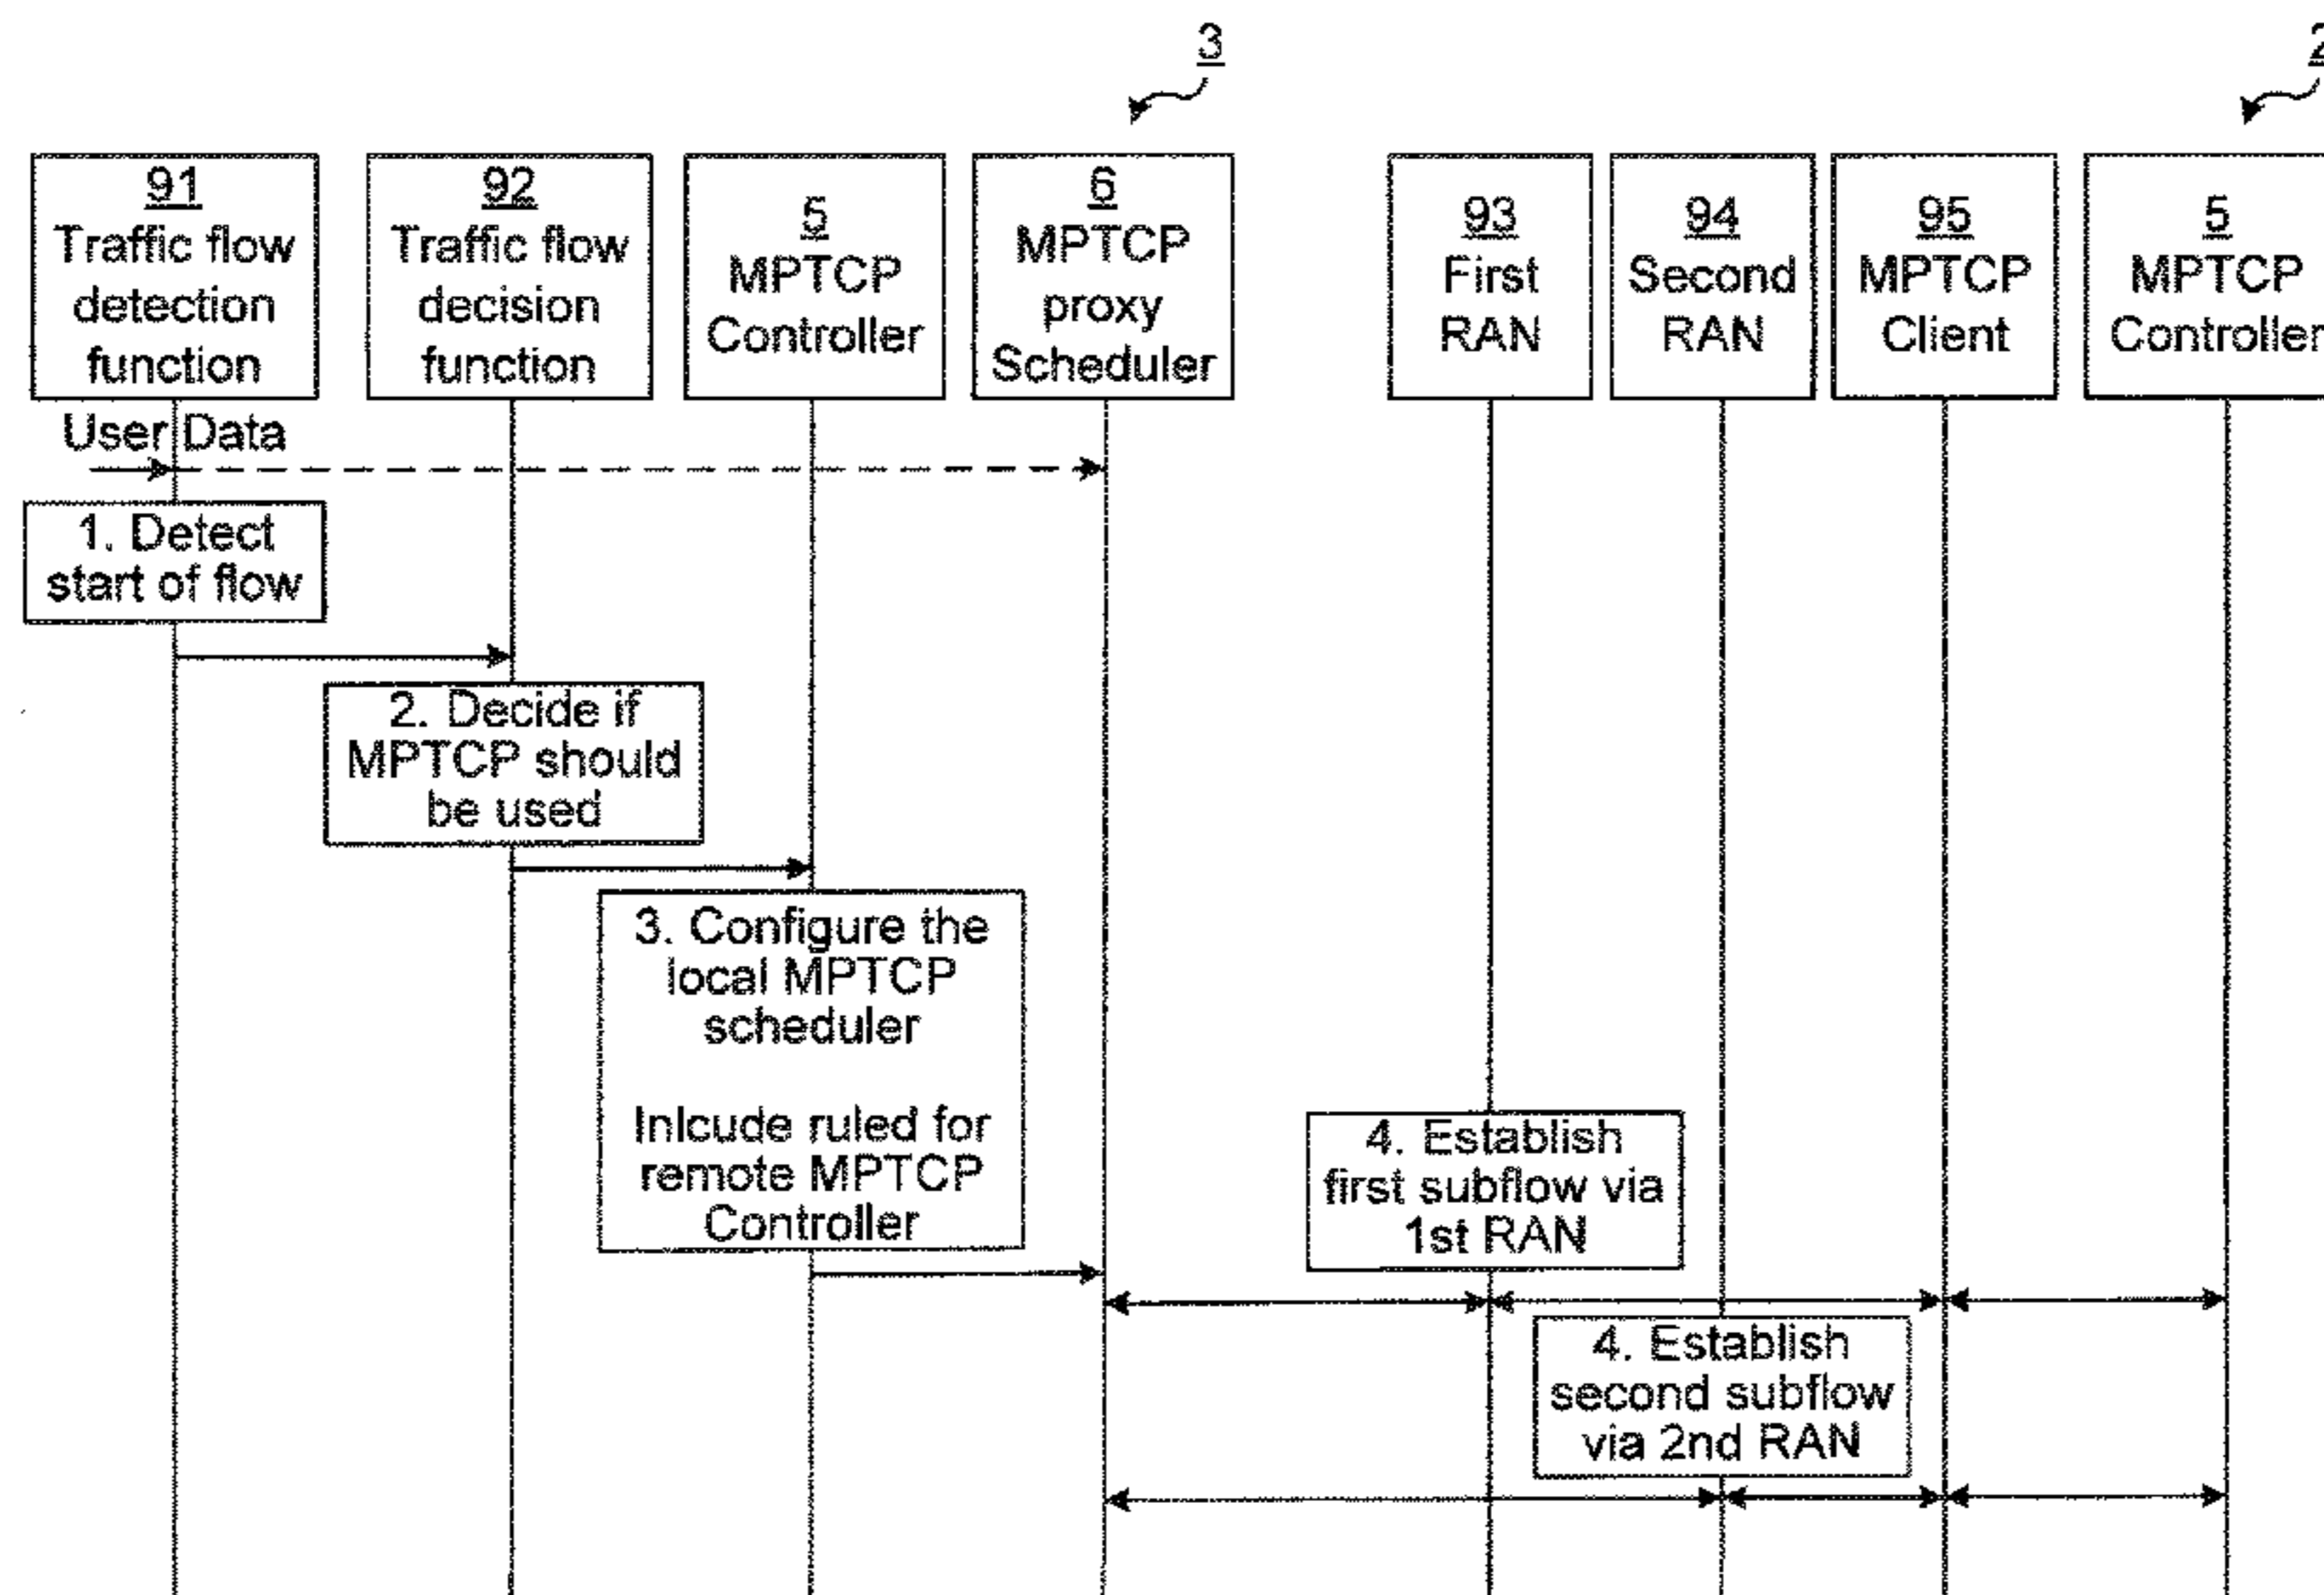 3
2
91
Traffic flow
detection
function
92
Traffic flow
decision
function
5
MPTCP
Controller
6
MPTCP
proxy
Scheduler
93
First
RAN
94
Second
RAN
95
MPTCP
Client
5
MPTCP
Controller
User Data
1. Detect
start of flow
2. Decide if
MPTCP should
be used
3. Configure the
local MPTCP
scheduler
Inlcude ruled for
remote MPTCP
Controller
4. Establish
first subflow via
1st RAN
4. Establish
second subflow
via 2nd RAN